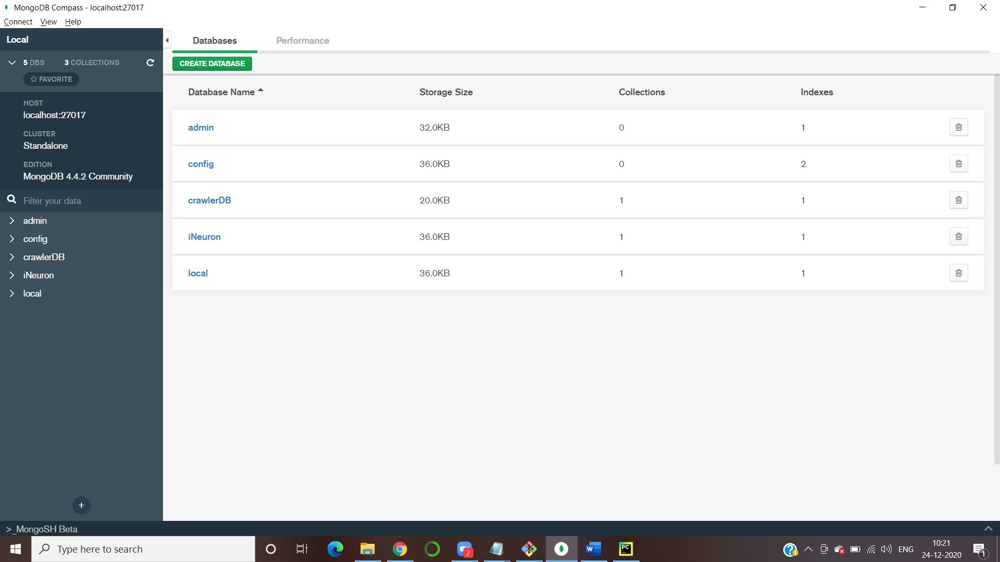 MongoDB Compass - localhost:27017
Connect View Help
Local
5 DBS 3 COLLECTIONS
FAVORITE
HOST
localhost:27017
CLUSTER
Standalone
EDITION
MongoDB 4.4.2 Community
Filter your data
admin
config
crawlerDB
iNeuron
local
Databases Performance
CREATE DATABASE
Database Name Storage Size Collections Indexes
admin 32.0KB 0 1
config 36.0KB 0 2
crawlerDB 20.0KB 1 1
iNeuron 36.0KB 1 1
local 36.0KB 1 1
+
>_MongoSH Beta
Type here to search
2
W
PC
?
ENG
10:21
24-12-2020
1